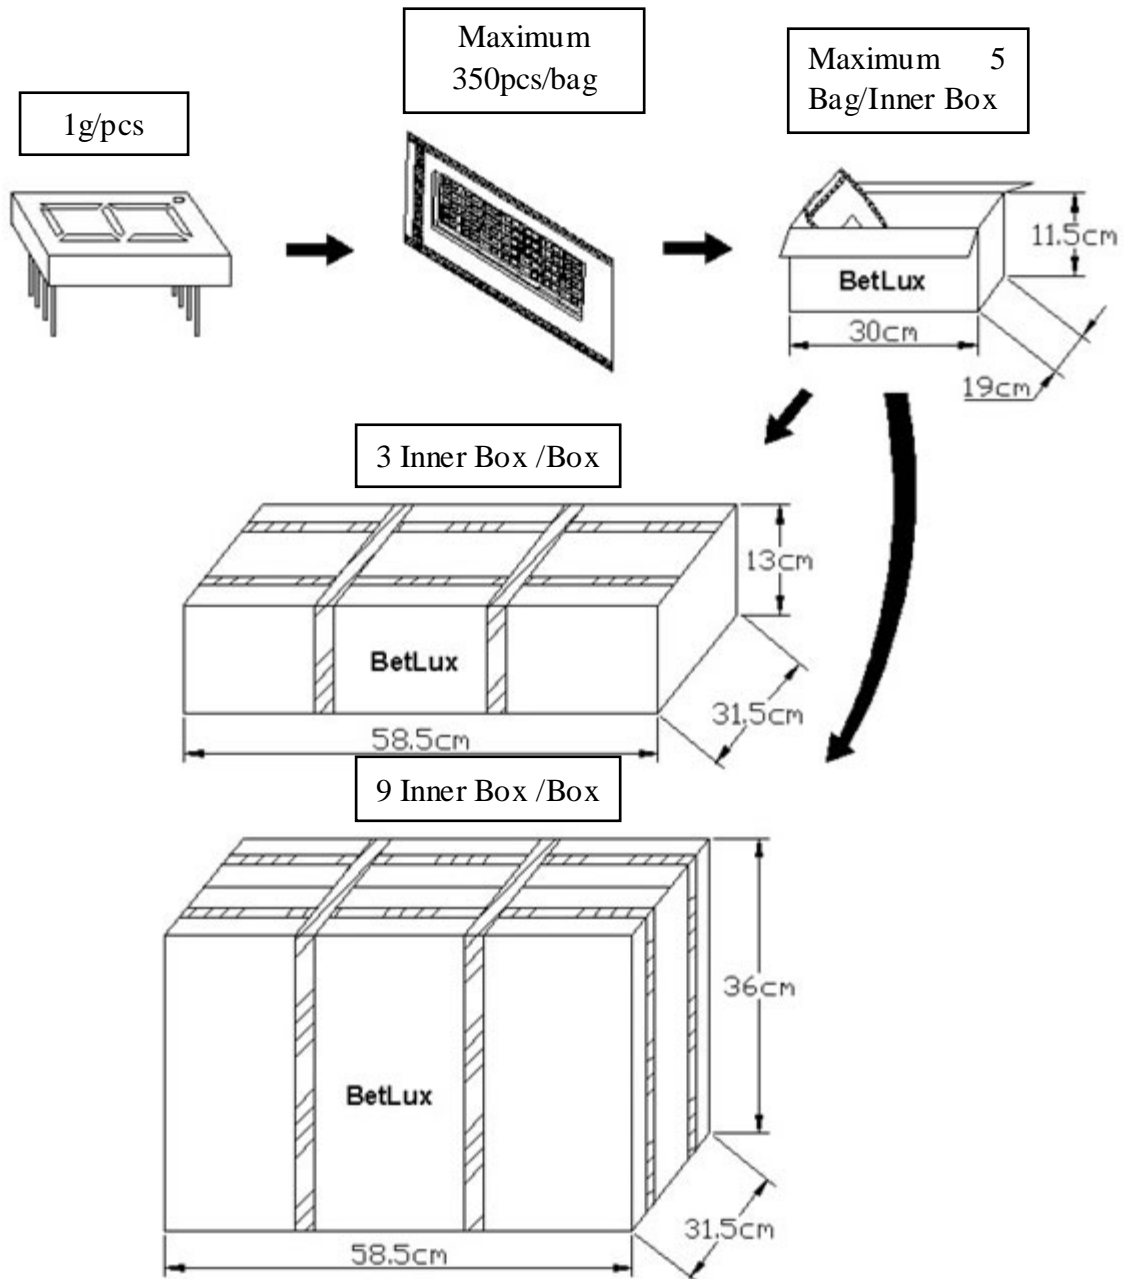 Maximum
350pcs/bag
Maximum 5
Bag/Inner Box
1g/pcs
11.5cm
BetLux
30cm
19cm
3 Inner Box /Box
13cm
BetLux
31.5cm
58.5cm
9 Inner Box /Box
36cm
BetLux
31.5cm
58.5cm